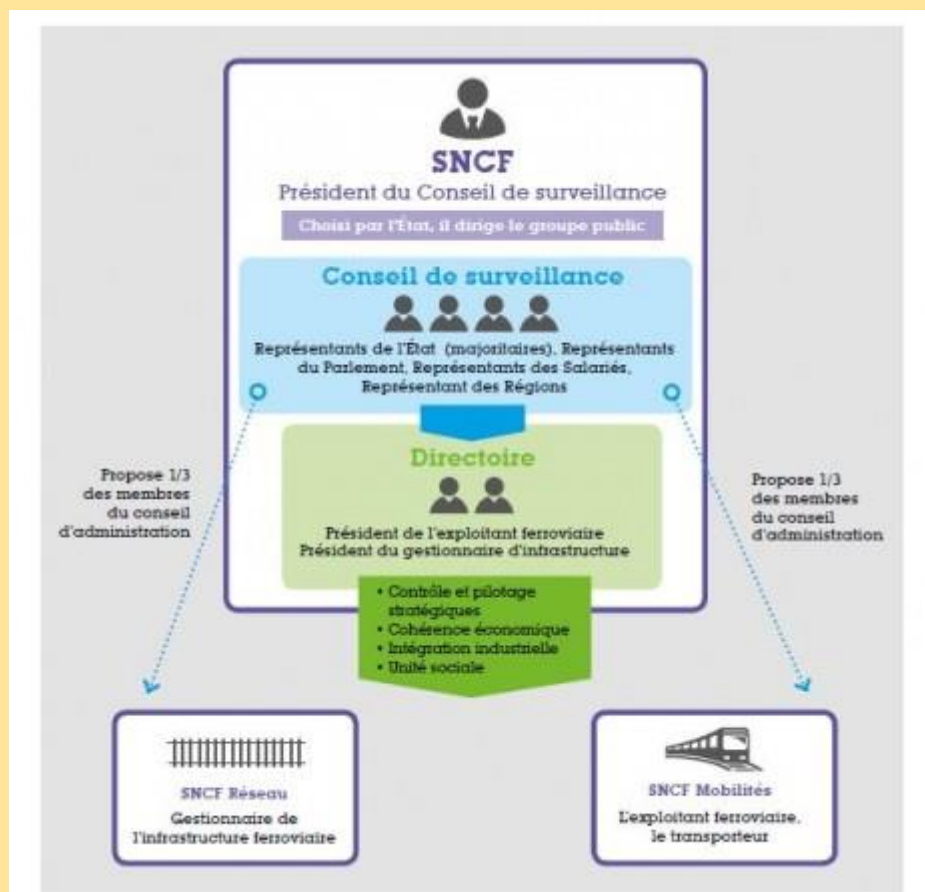 SNCF
Président du Conseil de surveillance
Choisi par l'État, il dirige le groupe public
Conseil de surveillance
Représentants de l'État (majoritaires), Représentants
du Parlement, Représentants des Salariés,
Représentant des Régions
Propose 1/3
des membres
du conseil
d'administration
Propose 1/3
des membres
du conseil
d'administration
Directoire
Président de l'exploitant ferroviaire
Président du gestionnaire d'infrastructure
• Contrôle et pilotage
stratégiques
• Cohérence économique
• Intégration industrielle
• Unité sociale
SNCF Réseau
Gestionnaire de
l'infrastructure ferroviaire
SNCF Mobilités
L'exploitant ferroviaire,
le transporteur